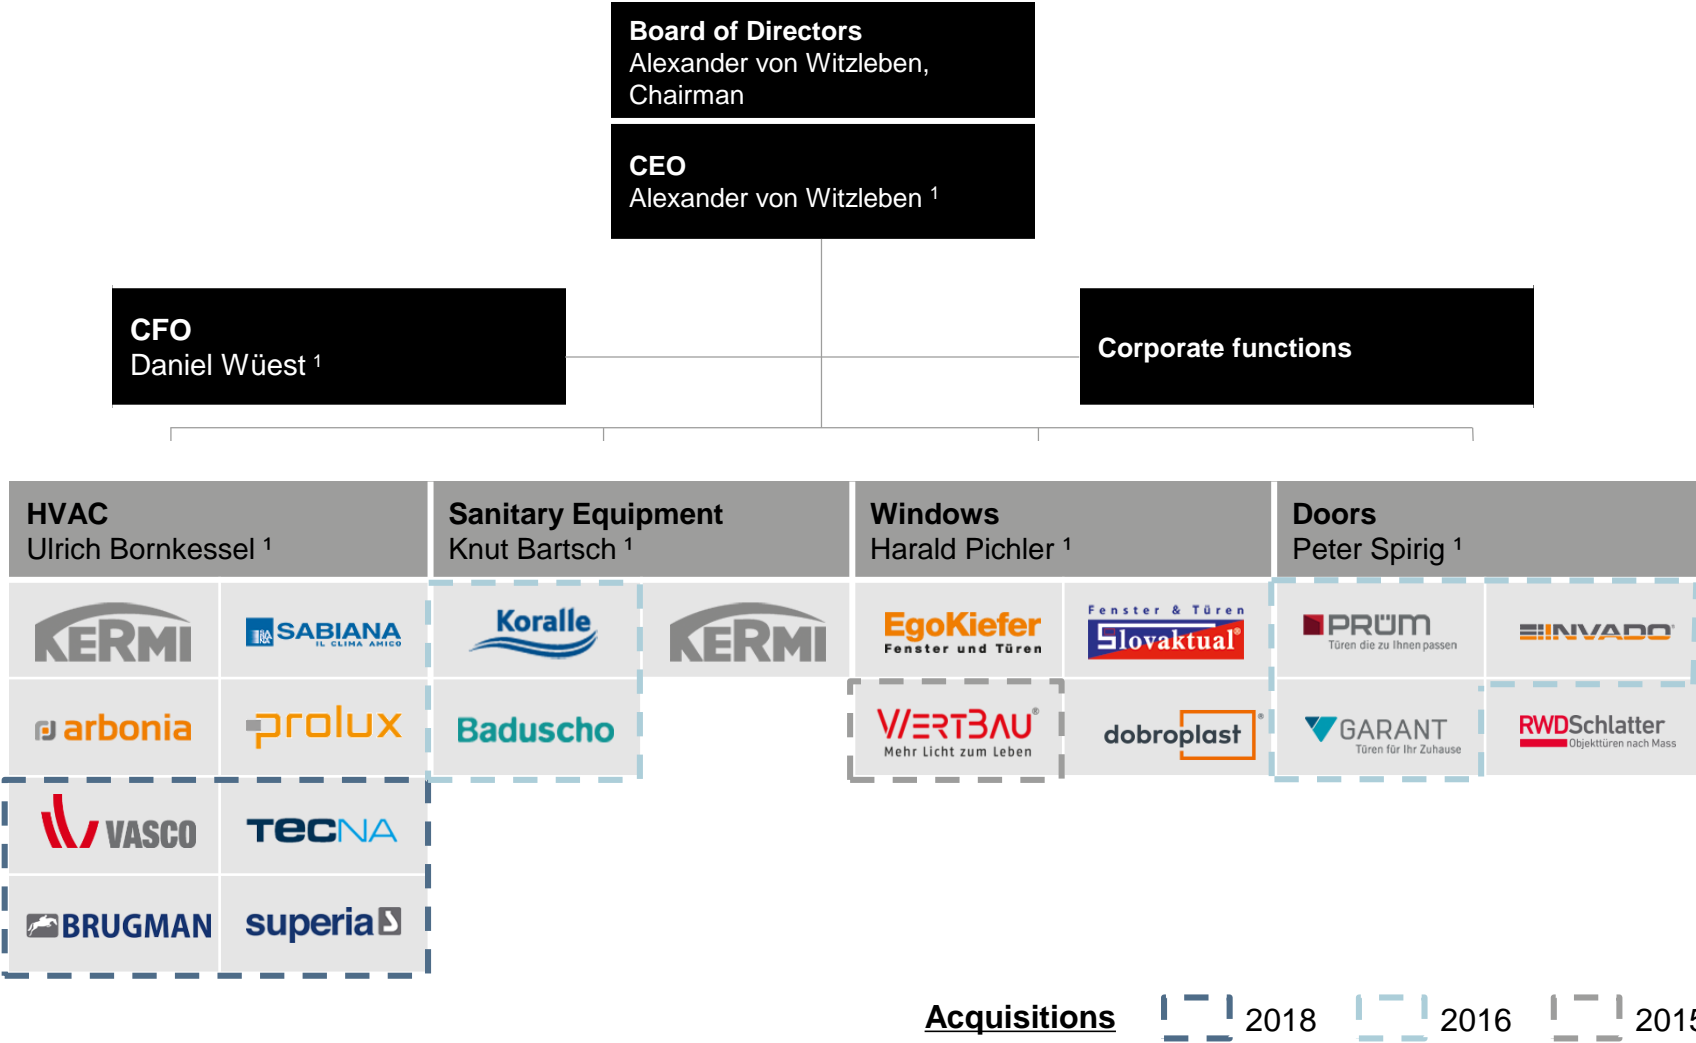 Board of Directors
Alexander von Witzleben,
Chairman
CEO
Alexander von Witzleben ¹
CFO
Daniel Wüest ¹
Corporate functions
HVAC
Ulrich Bornkessel ¹
Sanitary Equipment
Knut Bartsch ¹
Windows
Harald Pichler ¹
Doors
Peter Spirig ¹
KERMI
SABIANA
IL CLIMA AMICO
Koralle
KERMI
EgoKiefer
Fenster und Türen
Fenster & Türen
Slovaktual®
PRÜM
Türen die zu Ihnen passen
INVADO
arbonia
prolux
Baduscho
WERTBAU®
Mehr Licht zum Leben
dobroplast®
GARANT
Türen für Ihr Zuhause
RWDSchlatter
Objekttüren nach Mass
VASCO
TECNA
BRUGMAN
superia
Acquisitions
2018
2016
2015